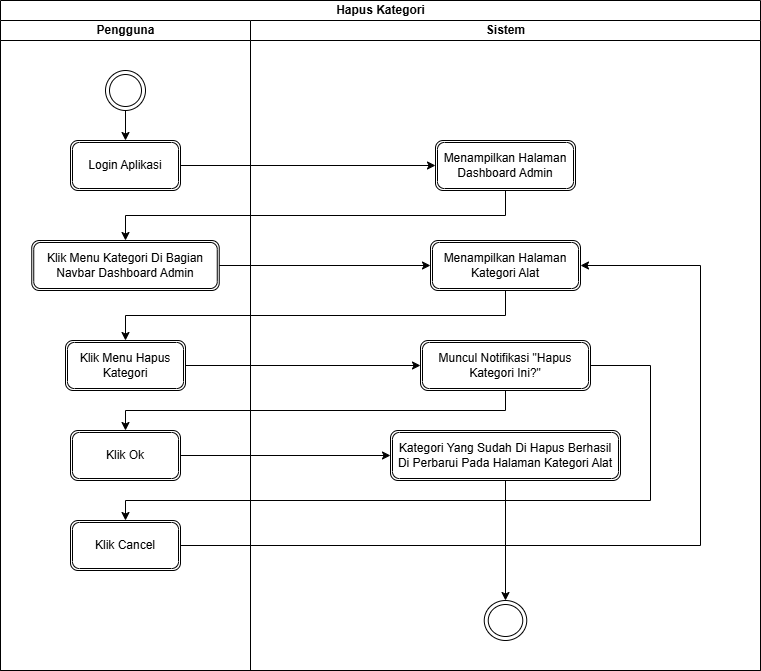 Hapus Kategori
Pengguna
Sistem
Login Aplikasi
Menampilkan Halaman
Dashboard Admin
Klik Menu Kategori Di Bagian
Navbar Dashboard Admin
Menampilkan Halaman
Kategori Alat
Klik Menu Hapus
Kategori
Muncul Notifikasi "Hapus
Kategori Ini?"
Klik Ok
Kategori Yang Sudah Di Hapus Berhasil
Di Perbarui Pada Halaman Kategori Alat
Klik Cancel